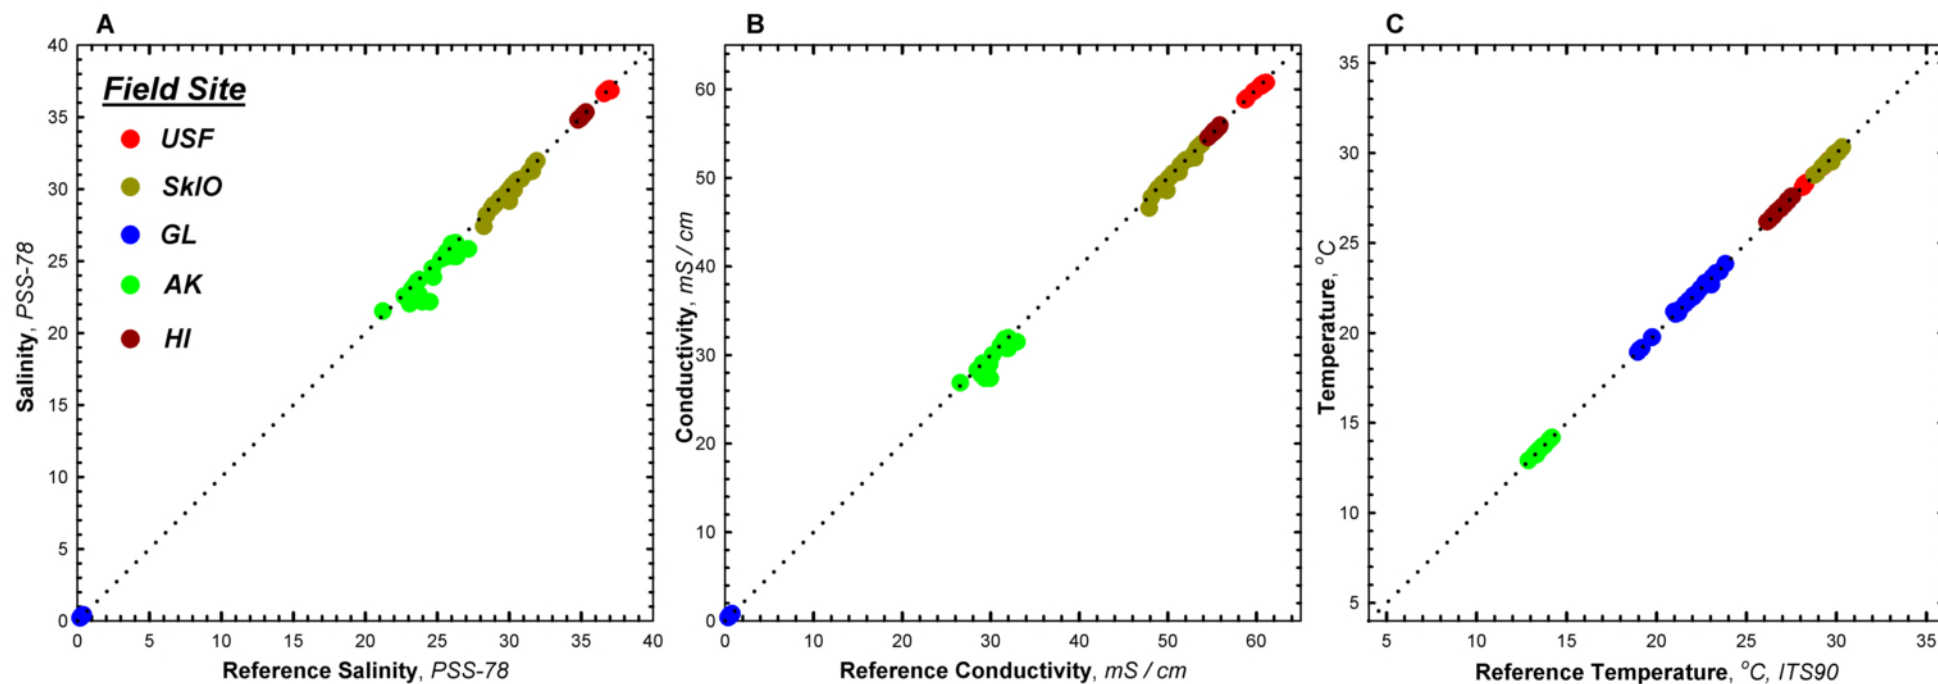 A
B
C
Field Site
USF
SkIO
GL
AK
HI
Salinity, PSS-78
40
35
30
25
20
15
10
5
0
0 5 10 15 20 25 30 35 40
Reference Salinity, PSS-78
Conductivity, mS / cm
60
50
40
30
20
10
0
0 10 20 30 40 50 60
Reference Conductivity, mS / cm
Temperature, °C
35
30
25
20
15
10
5
5 10 15 20 25 30 35
Reference Temperature, °C, ITS90